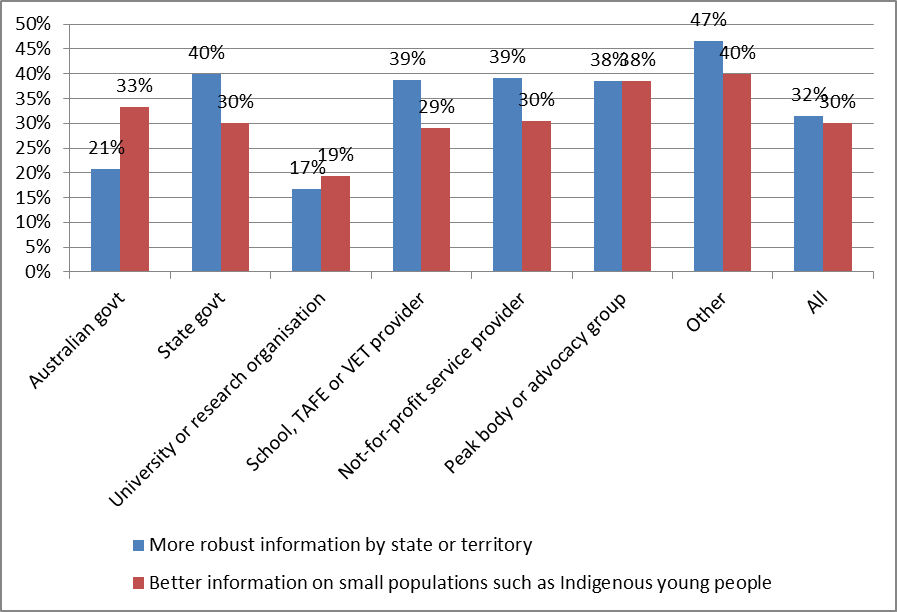 50%
45%
40%
35%
30%
25%
20%
15%
10%
5%
0%
21%
33%
40%
30%
17%
19%
39%
29%
39%
30%
38%
38%
47%
40%
32%
30%
Australian govt
State govt
University or research organisation
School, TAFE or VET provider
Not-for-profit service provider
Peak body or advocacy group
Other
All
More robust information by state or territory
Better information on small populations such as Indigenous young people